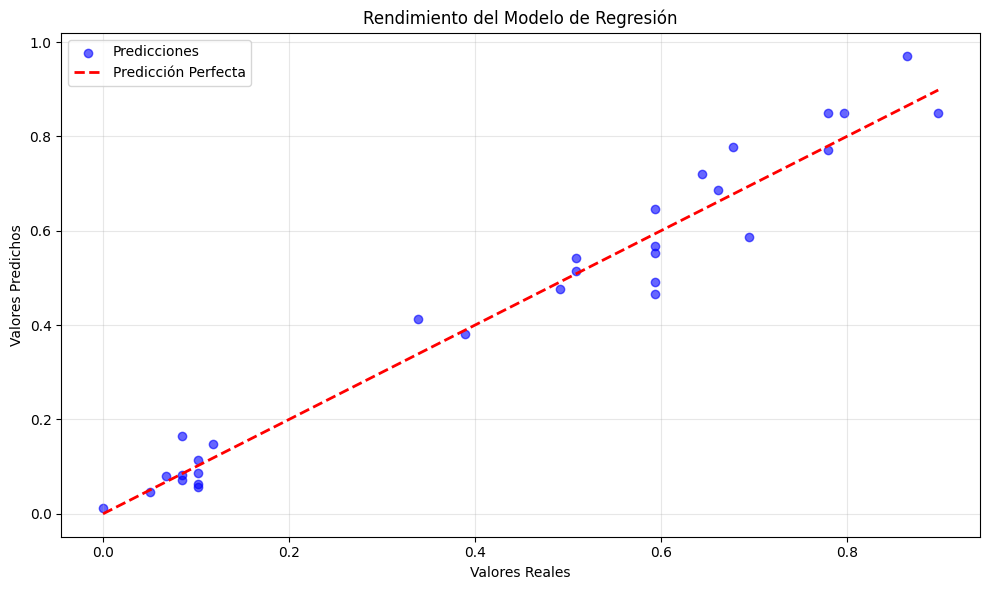 Rendimiento del Modelo de Regresión
Predicciones
Predicción Perfecta
Valores Predichos
1.0
0.8
0.6
0.4
0.2
0.0
0.0 0.2 0.4 0.6 0.8
Valores Reales